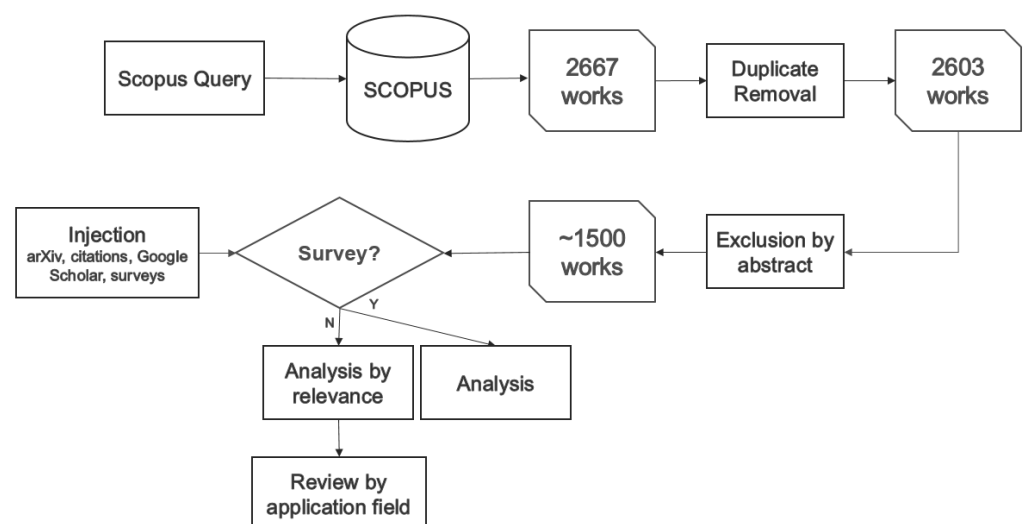 Scopus Query
SCOPUS
2667
works
Duplicate
Removal
2603
works
Injection
arXiv, citations, Google
Scholar, surveys
Survey?
~1500
works
Exclusion by
abstract
N
Y
Analysis by
relevance
Analysis
Review by
application field